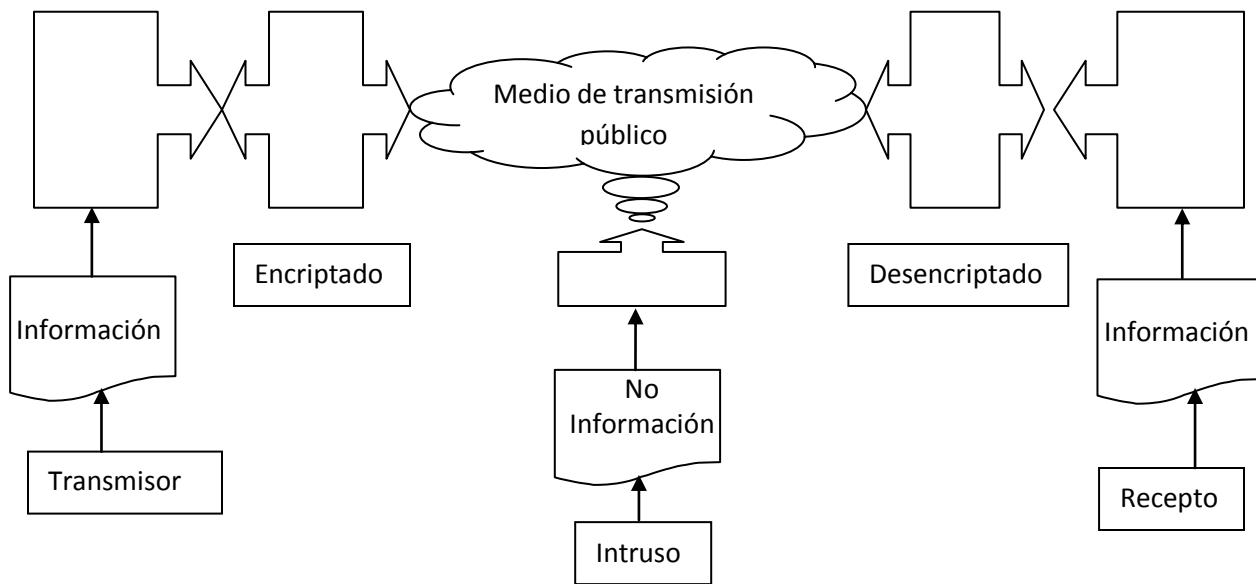 Medio de transmisión
público
Encriptado
Desencriptado
Información
Información
No
Información
Transmisor
Recepto
Intruso